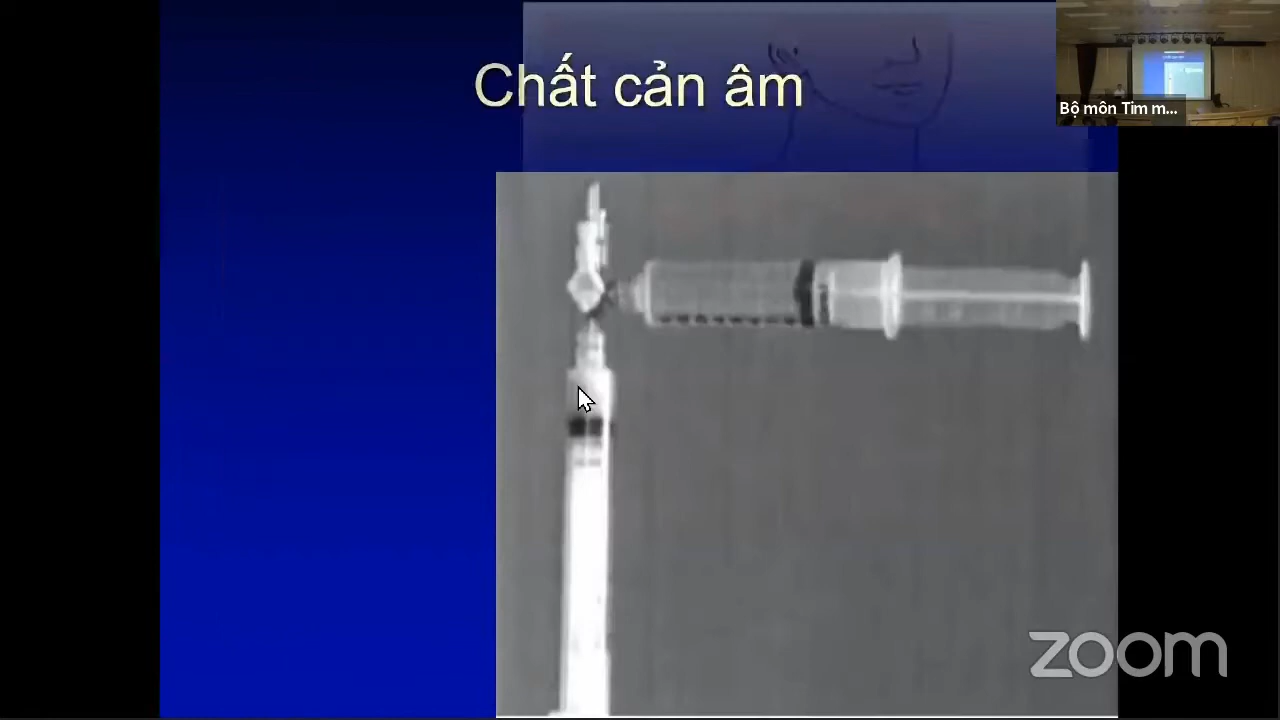 Chất cản âm
Bộ môn Tim m...
zoom